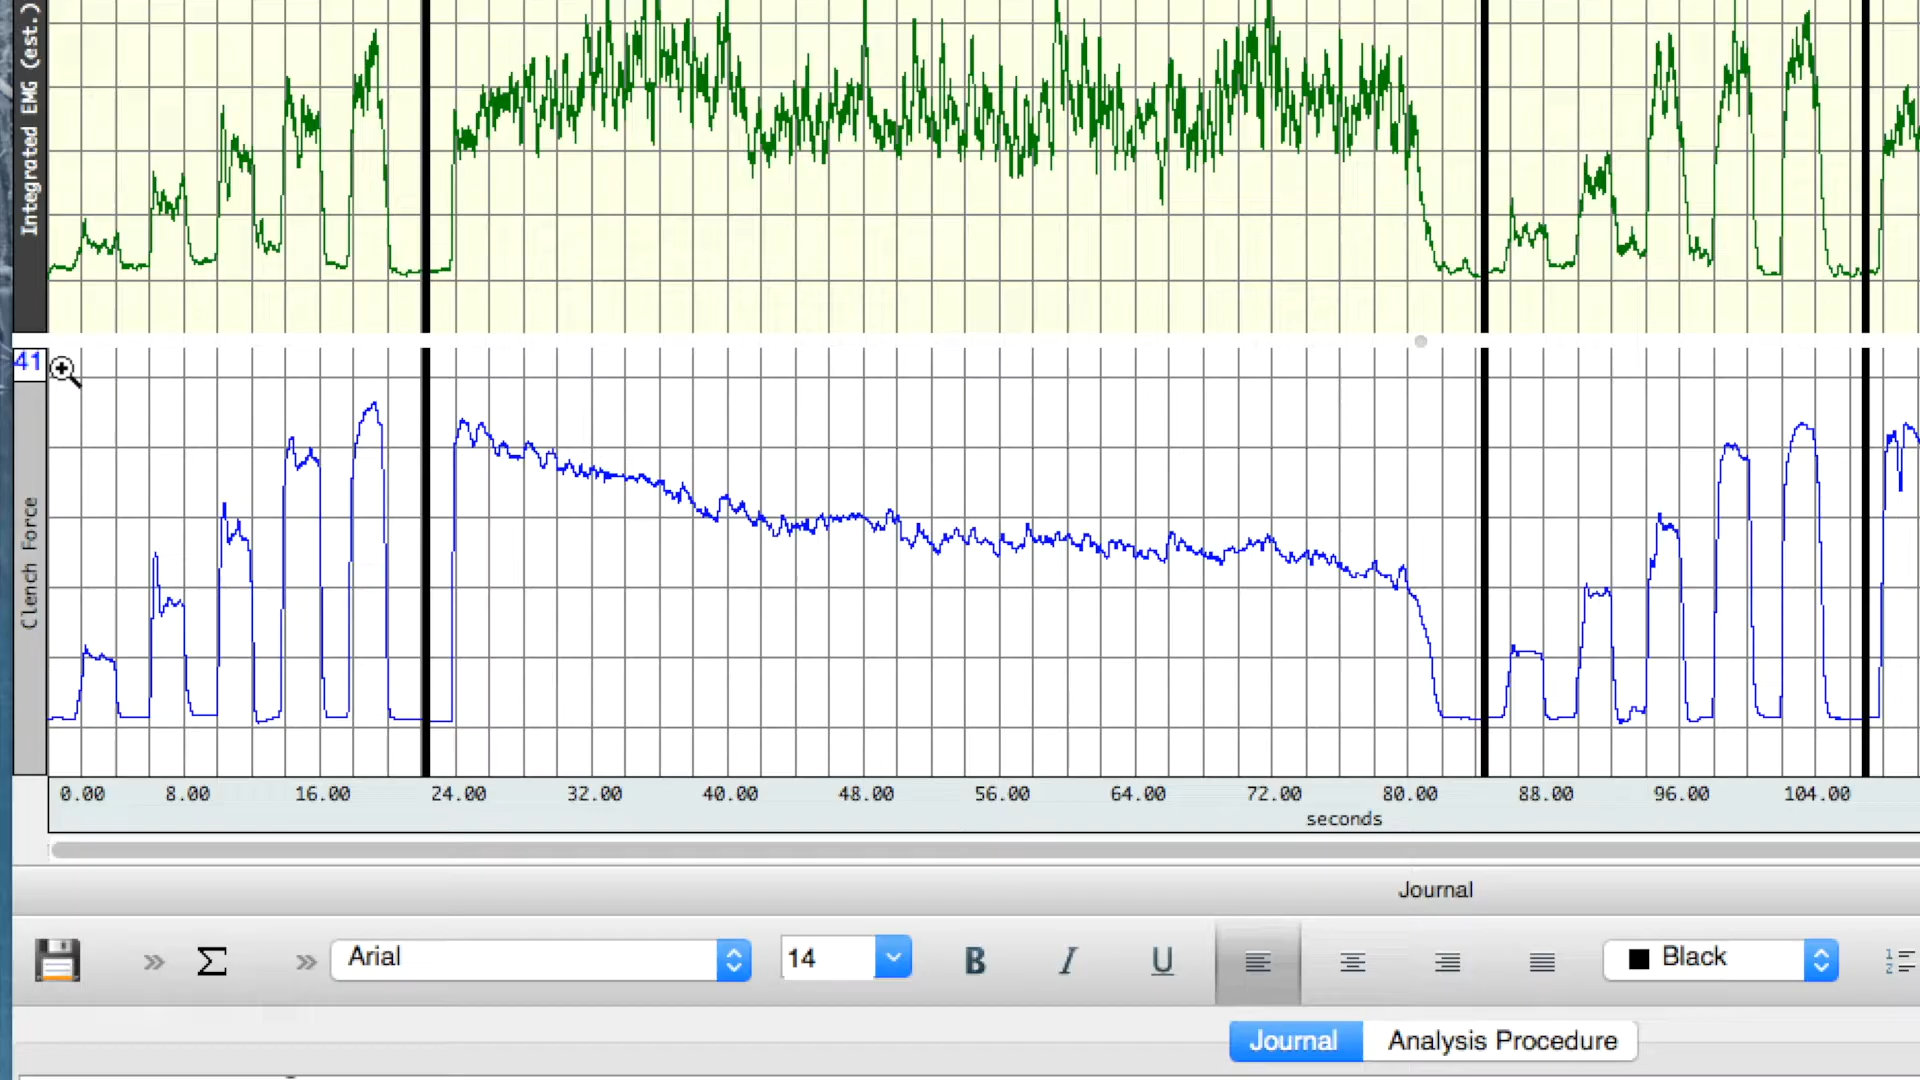 Integrated EMG (est.)
41
Clench Force
0.00 8.00 16.00 24.00 32.00 40.00 48.00 56.00 64.00 72.00 80.00 88.00 96.00 104.00
seconds
Journal
» Σ » Arial 14 B I U Black
Journal Analysis Procedure